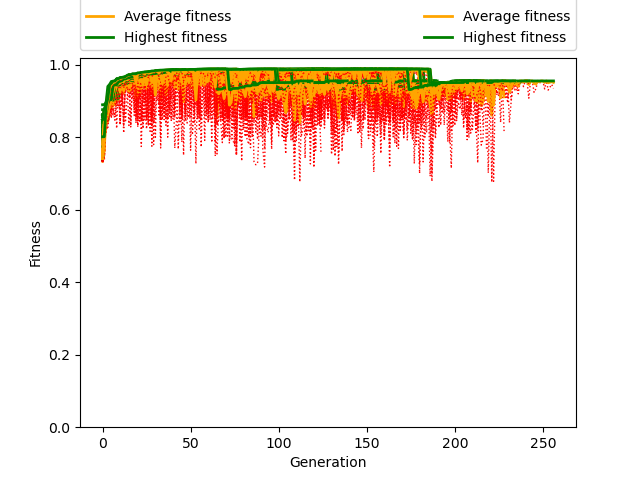 Average fitness Average fitness
Highest fitness Highest fitness
1.0
0.8
0.6
0.4
0.2
0.0
Fitness
0 50 100 150 200 250
Generation